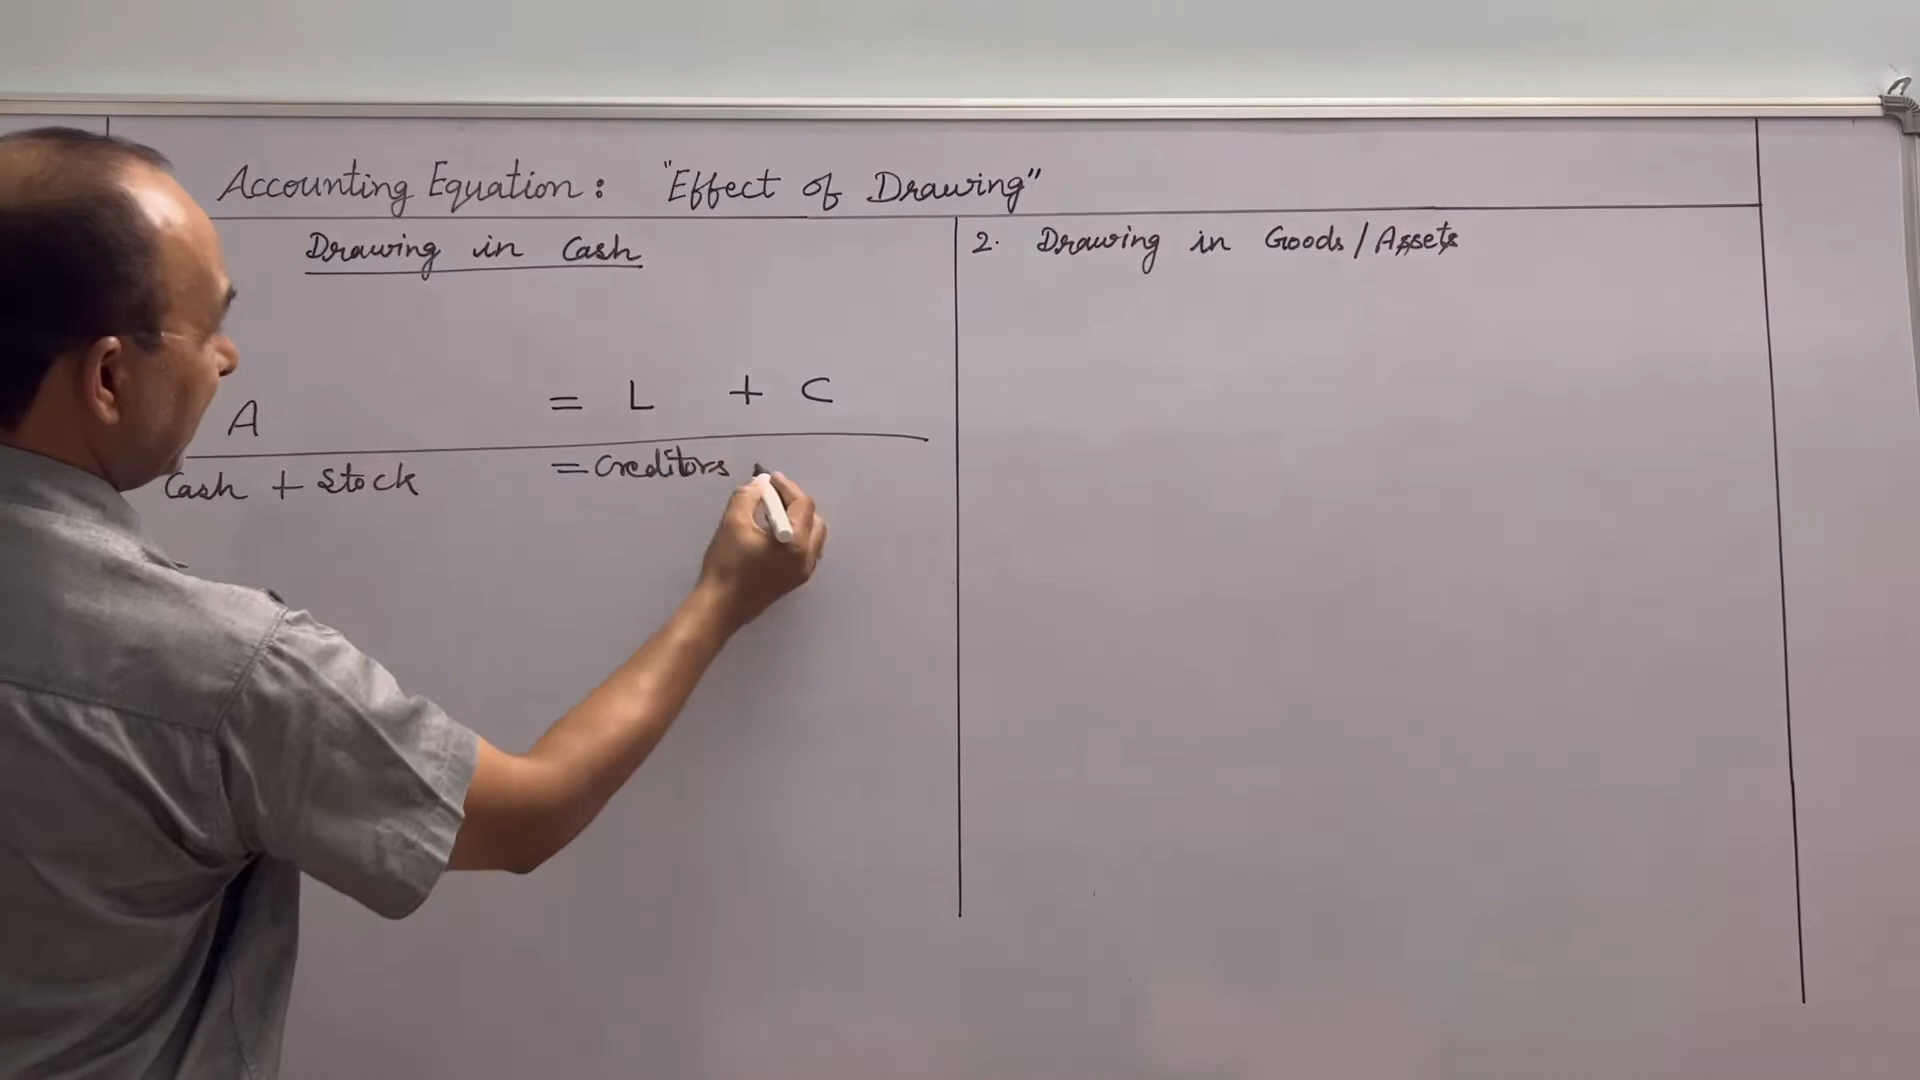 Accounting Equation: "Effect of Drawing"
Drawing in Cash
A = L + C
Cash + Stock = Creditors
2. Drawing in Goods/Assets